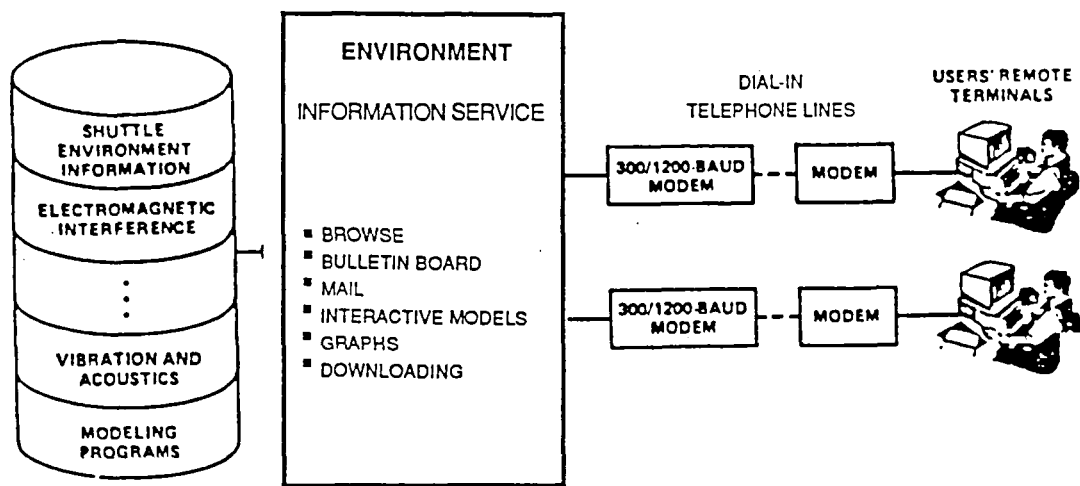 SHUTTLE
ENVIRONMENT
INFORMATION
ELECTROMAGNETIC
INTERFERENCE
VIBRATION AND
ACOUSTICS
MODELING
PROGRAMS
ENVIRONMENT
INFORMATION SERVICE
▪ BROWSE
▪ BULLETIN BOARD
▪ MAIL
▪ INTERACTIVE MODELS
▪ GRAPHS
▪ DOWNLOADING
DIAL-IN
TELEPHONE LINES
USERS' REMOTE
TERMINALS
300/1200-BAUD
MODEM
MODEM
300/1200-BAUD
MODEM
MODEM